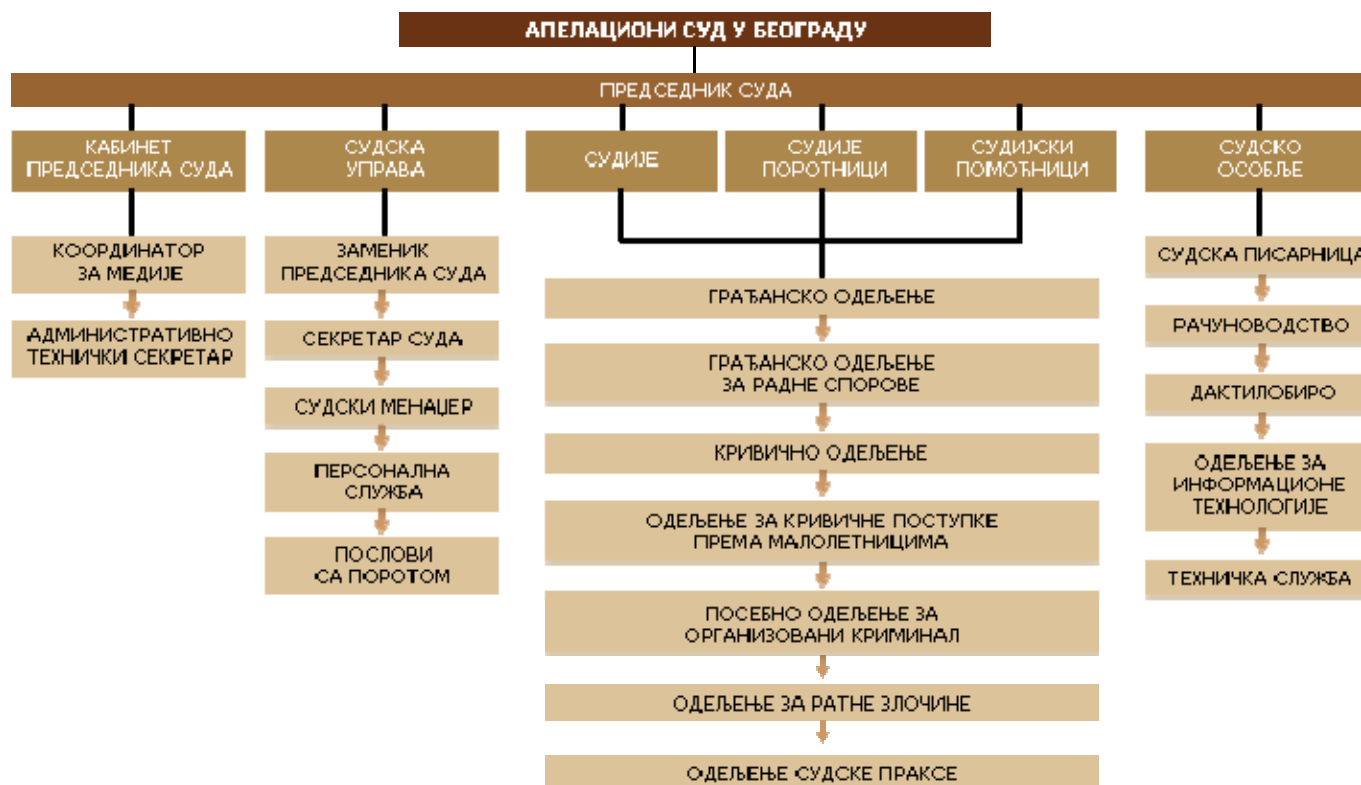 АПЕЛАЦИОНИ СУД У БЕОГРАДУ
ПРЕДСЕДНИК СУДА
КАБИНЕТ
ПРЕДСЕДНИКА СУДА
СУДСКА
УПРАВА
СУДИЈЕ
СУДИЈЕ
ПОРОТНИЦИ
СУДИЈСКИ
ПОМОЋНИЦИ
СУДСКО
ОСОБЉЕ
КООРДИНАТОР
ЗА МЕДИЈЕ
АДМИНИСТРАТИВНО
ТЕХНИЧКИ СЕКРЕТАР
ЗАМЕНИК
ПРЕДСЕДНИКА СУДА
СЕКРЕТАР СУДА
СУДСКИ МЕНАЏЕР
ПЕРСОНАЛНА
СЛУЖБА
ПОСЛОВИ
СА ПОРОТОМ
ГРАЂАНСКО ОДЕЉЕЊЕ
ГРАЂАНСКО ОДЕЉЕЊЕ
ЗА РАДНЕ СПОРОВЕ
КРИВИЧНО ОДЕЉЕЊЕ
ОДЕЉЕЊЕ ЗА КРИВИЧНЕ ПОСТУПКЕ
ПРЕМА МАЛОЛЕТНИЦИМА
ПОСЕБНО ОДЕЉЕЊЕ ЗА
ОРГАНИЗОВАНИ КРИМИНАЛ
ОДЕЉЕЊЕ ЗА РАТНЕ ЗЛОЧИНЕ
ОДЕЉЕЊЕ СУДСКЕ ПРАКСЕ
СУДСКА ПИСАРНИЦА
РАЧУНОВОДСТВО
ДАКТИЛОБИРО
ОДЕЉЕЊЕ ЗА
ИНФОРМАЦИОНЕ
ТЕХНОЛОГИЈЕ
ТЕХНИЧКА СЛУЖБА